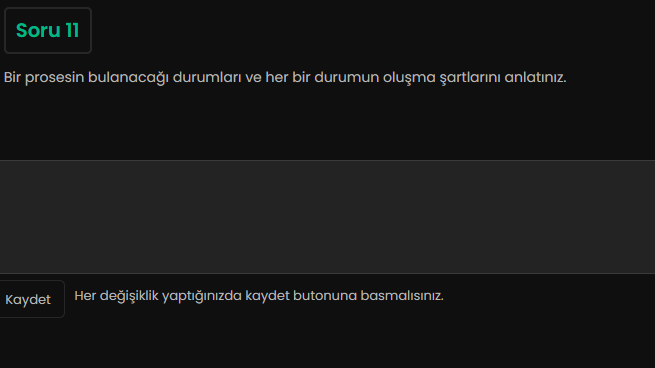 Soru 11
Bir prosesin bulanacağı durumları ve her bir durumun oluşma şartlarını anlatınız.
Kaydet
Her değişiklik yaptığınızda kaydet butonuna basmalısınız.